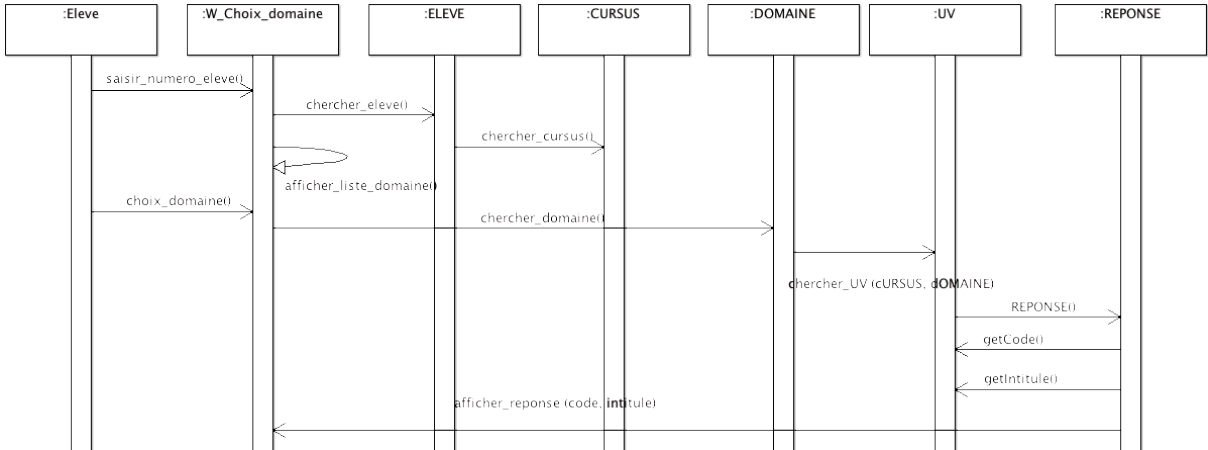 :Eleve
:W_Choix_domaine
:ELEVE
:CURSUS
:DOMAINE
:UV
:REPONSE
saisir_numero_eleve()
chercher_eleve()
chercher_cursus()
afficher_liste_domaine()
choix_domaine()
chercher_domaine()
chercher_UV (cURSUS, dOMAINE)
REPONSE()
getCode()
getIntitule()
afficher_reponse (code, intitule)